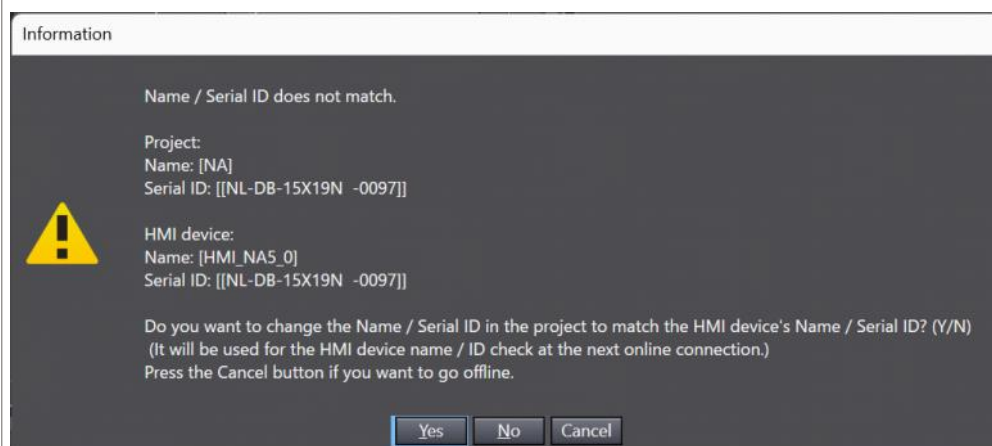 Information
Name / Serial ID does not match.
Project:
Name: [NA]
Serial ID: [[NL-DB-15X19N  -0097]]
HMI device:
Name: [HMI_NA5_0]
Serial ID: [[NL-DB-15X19N  -0097]]
Do you want to change the Name / Serial ID in the project to match the HMI device's Name / Serial ID? (Y/N)
(It will be used for the HMI device name / ID check at the next online connection.)
Press the Cancel button if you want to go offline.
Yes No Cancel